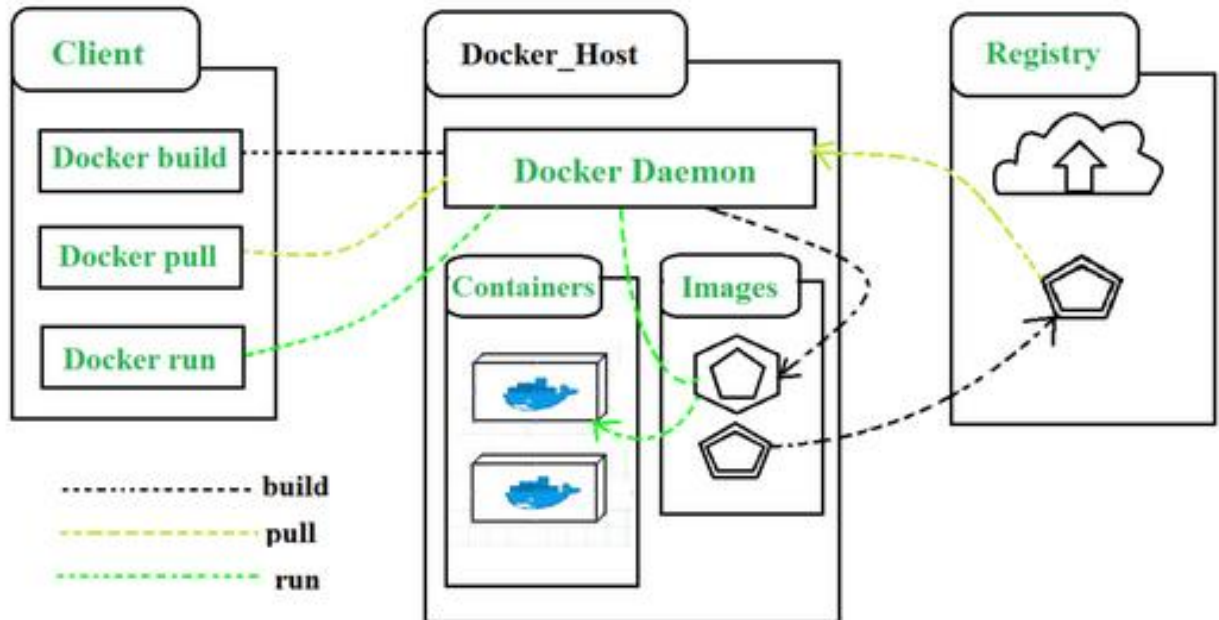 Client
Docker build
Docker pull
Docker run
Docker_Host
Docker Daemon
Containers
Images
Registry
build
pull
run